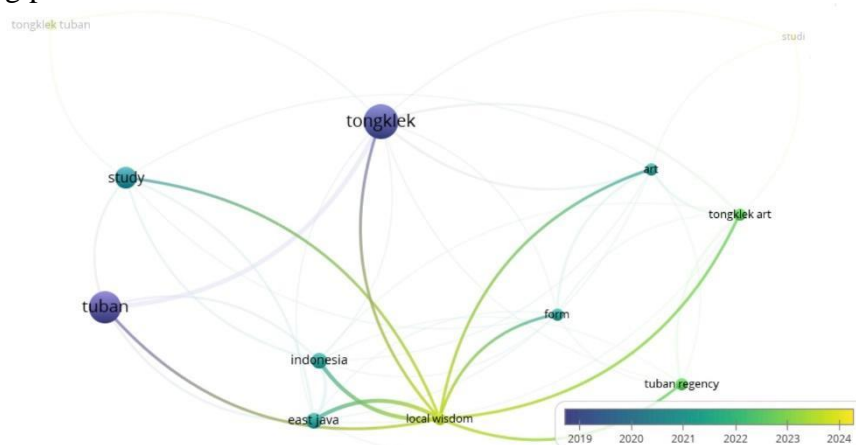 tongklek tuban
studi
tongklek
art
study
tongklek art
tuban
form
indonesia
tuban regency
east java
local wisdom
2019 2020 2021 2022 2023 2024